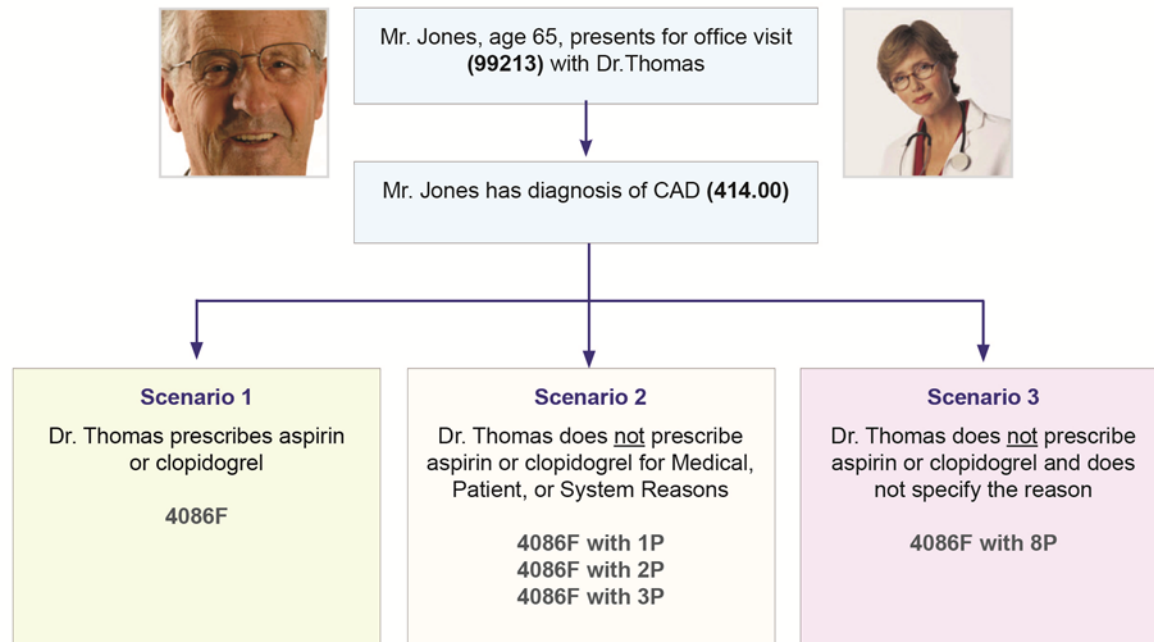 Mr. Jones, age 65, presents for office visit
(99213) with Dr.Thomas
Mr. Jones has diagnosis of CAD (414.00)
Scenario 1
Dr. Thomas prescribes aspirin
or clopidogrel
4086F
Scenario 2
Dr. Thomas does not prescribe
aspirin or clopidogrel for Medical,
Patient, or System Reasons
4086F with 1P
4086F with 2P
4086F with 3P
Scenario 3
Dr. Thomas does not prescribe
aspirin or clopidogrel and does
not specify the reason
4086F with 8P